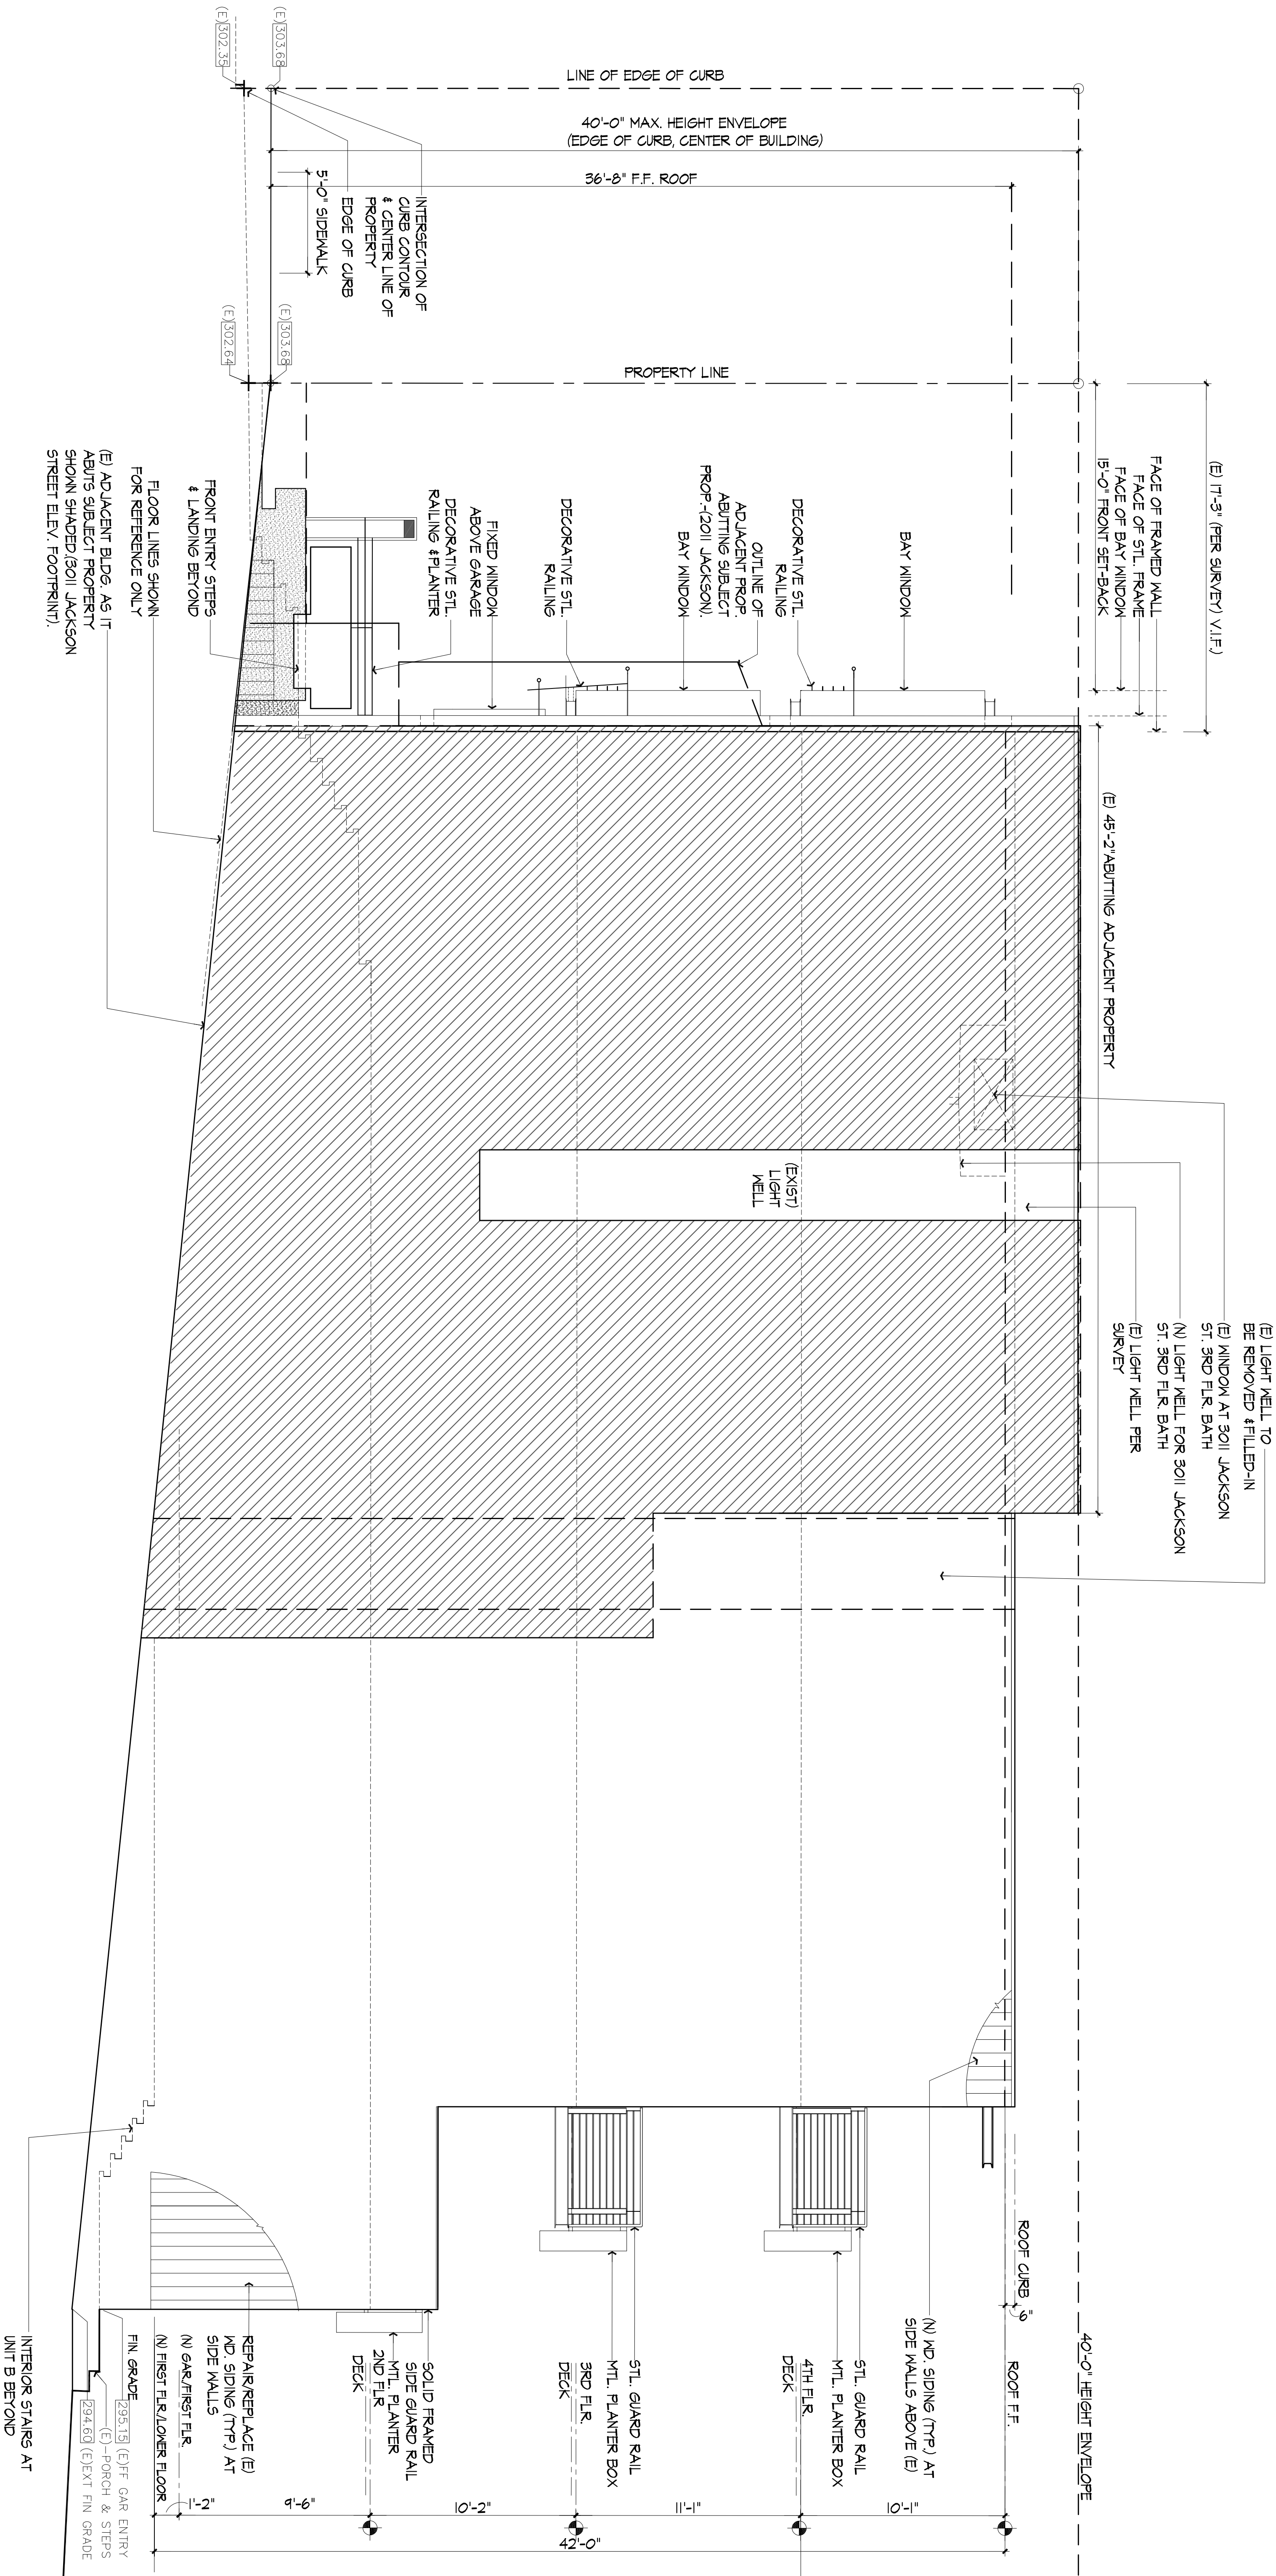 (E) 302.35
(E) 303.68
LINE OF EDGE OF CURB
40'-0" MAX. HEIGHT ENVELOPE
(EDGE OF CURB, CENTER OF BUILDING)
36'-8" F.F. ROOF
5'-0" SIDEWALK
INTERSECTION OF
CURB CONTOUR
& CENTER LINE OF
PROPERTY
EDGE OF CURB
(E) 302.64
(E) 303.68
PROPERTY LINE
(E) 17'-3" (PER SURVEY) V.I.F.)
FACE OF FRAMED WALL
FACE OF STL. FRAME
FACE OF BAY WINDOW
15'-0" FRONT SET-BACK
BAY WINDOW
DECORATIVE STL.
RAILING
OUTLINE OF
ADJACENT PROP.
ABUTTING SUBJECT
PROP.-(2011 JACKSON).
BAY WINDOW
DECORATIVE STL.
RAILING
FIXED WINDOW
ABOVE GARAGE
DECORATIVE STL.
RAILING & PLANTER
FRONT ENTRY STEPS
& LANDING BEYOND
FLOOR LINES SHOWN
FOR REFERENCE ONLY
(E) ADJACENT BLDG. AS IT
ABUTS SUBJECT PROPERTY
SHOWN SHADED.(3011 JACKSON
STREET ELEV. FOOTPRINT).
(E) 45'-2" ABUTTING ADJACENT PROPERTY
(EXIST)
LIGHT
WELL
(E) LIGHT WELL TO
BE REMOVED & FILLED-IN
(E) WINDOW AT 3011 JACKSON
ST. 3RD FLR. BATH
(N) LIGHT WELL FOR 3011 JACKSON
ST. 3RD FLR. BATH
(E) LIGHT WELL PER
SURVEY
40'-0" HEIGHT ENVELOPE
ROOF CURB
6"
ROOF F.F.
(N) WD. SIDING (TYP.) AT
SIDE WALLS ABOVE (E)
STL. GUARD RAIL
MTL. PLANTER BOX
4TH FLR.
DECK
STL. GUARD RAIL
MTL. PLANTER BOX
3RD FLR.
DECK
SOLID FRAMED
SIDE GUARD RAIL
MTL. PLANTER
2ND FLR.
DECK
REPAIR/REPLACE (E)
WD. SIDING (TYP.) AT
SIDE WALLS
(N) GAR./FIRST FLR.
(N) FIRST FLR./LOWER FLOOR
FIN. GRADE
295.15 (E)FF GAR ENTRY
(E)-PORCH & STEPS
294.60 (E)EXT FIN GRADE
INTERIOR STAIRS AT
UNIT B BEYOND
10'-1"
11'-1"
10'-2"
9'-6"
1'-2"
42'-0"